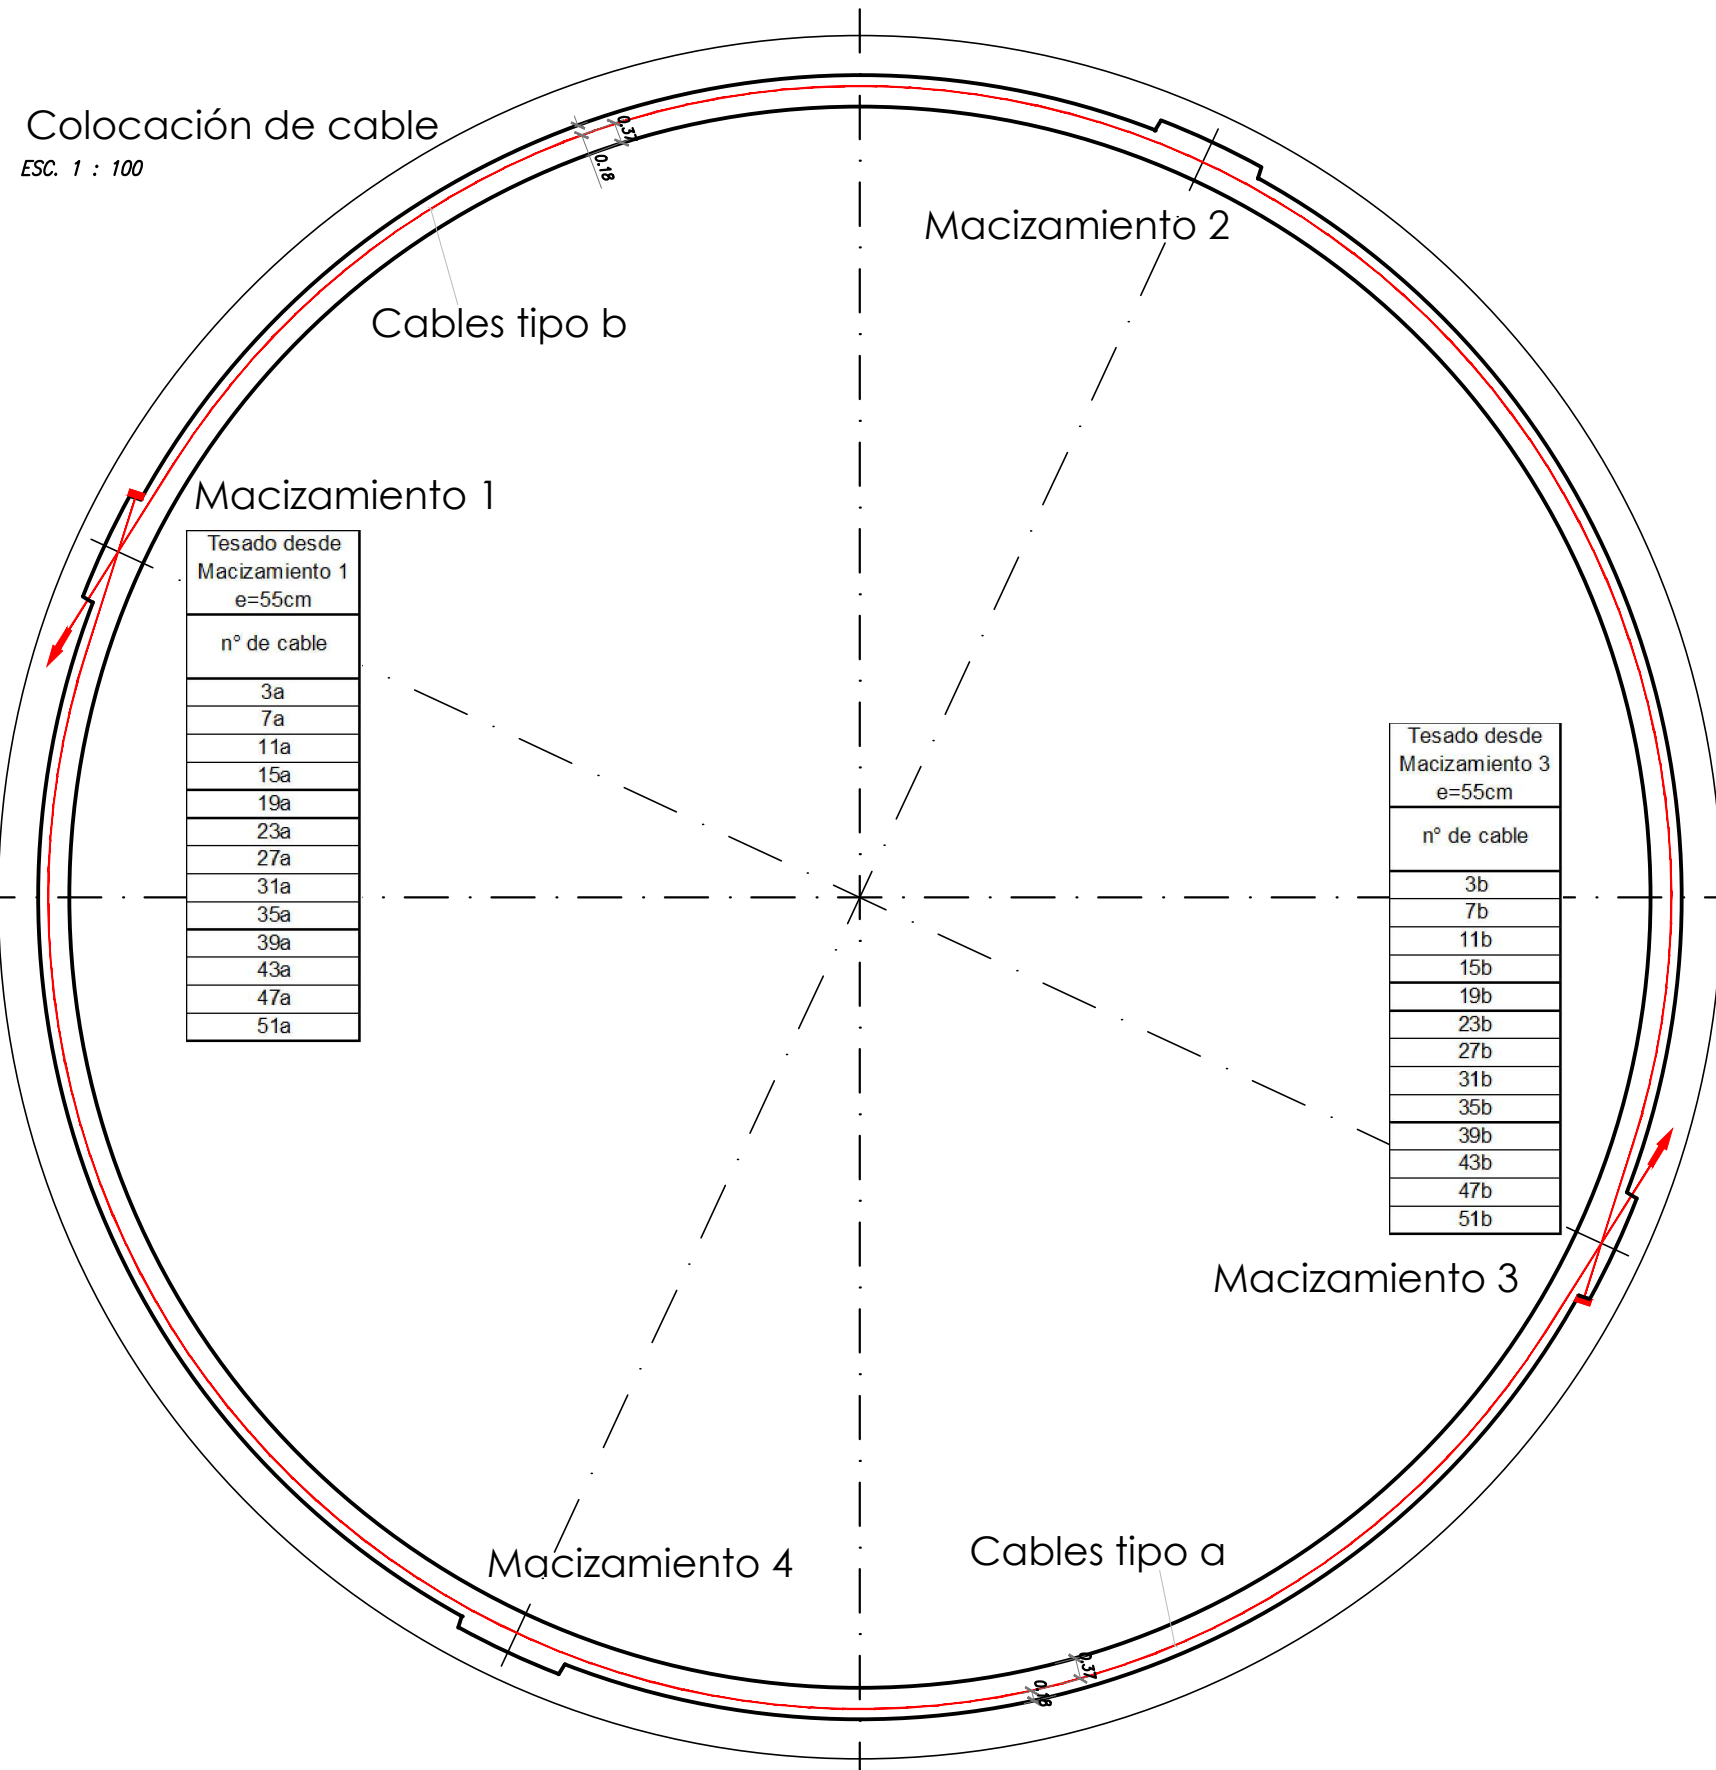 Colocación de cable
ESC. 1 : 100
0,37
0.18
Macizamiento 2
Cables tipo b
Macizamiento 1
Tesado desde
Macizamiento 1
e=55cm
n° de cable
3a
7a
11a
15a
19a
23a
27a
31a
35a
39a
43a
47a
51a
Tesado desde
Macizamiento 3
e=55cm
n° de cable
3b
7b
11b
15b
19b
23b
27b
31b
35b
39b
43b
47b
51b
Macizamiento 3
Macizamiento 4
Cables tipo a
0,37
0,18